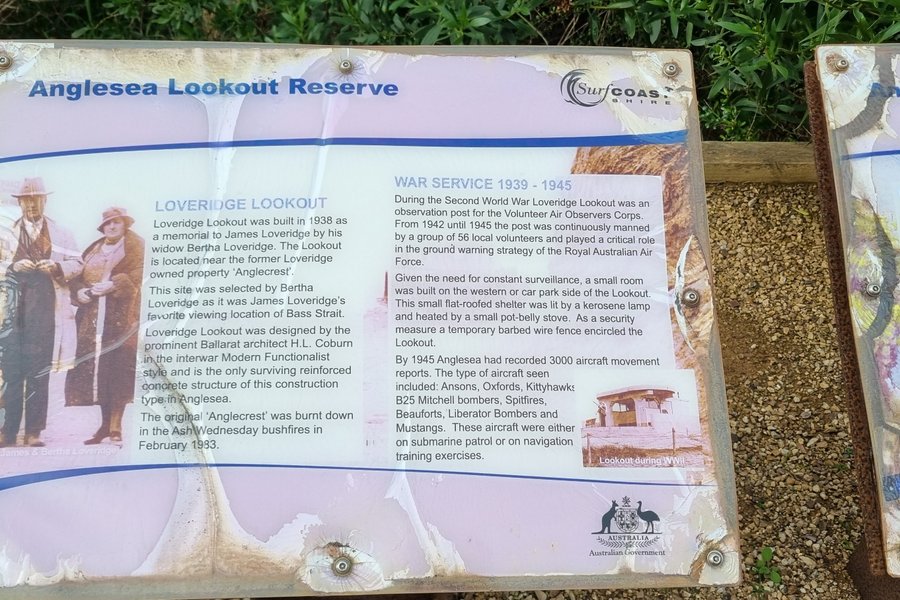 Anglesea Lookout Reserve
Surf COAST
SHIRE
LOVERIDGE LOOKOUT
Loveridge Lookout was built in 1938 as
a memorial to James Loveridge by his
widow Bertha Loveridge. The Lookout
is located near the former Loveridge
owned property ‘Anglecrest’.
This site was selected by Bertha
Loveridge as it was James Loveridge’s
favorite viewing location of Bass Strait.
Loveridge Lookout was designed by the
prominent Ballarat architect H.L. Coburn
in the interwar Modern Functionalist
style and is the only surviving reinforced
concrete structure of this construction
type in Anglesea.
The original ‘Anglecrest’ was burnt down
in the Ash Wednesday bushfires in
February 1983.
James & Bertha Loveridge
WAR SERVICE 1939 - 1945
During the Second World War Loveridge Lookout was an
observation post for the Volunteer Air Observers Corps.
From 1942 until 1945 the post was continuously manned
by a group of 56 local volunteers and played a critical role
in the ground warning strategy of the Royal Australian Air
Force.
Given the need for constant surveillance, a small room
was built on the western or car park side of the Lookout.
This small flat-roofed shelter was lit by a kerosene lamp
and heated by a small pot-belly stove. As a security
measure a temporary barbed wire fence encircled the
Lookout.
By 1945 Anglesea had recorded 3000 aircraft movement
reports. The type of aircraft seen
included: Ansons, Oxfords, Kittyhawks
B25 Mitchell bombers, Spitfires,
Beauforts, Liberator Bombers and
Mustangs. These aircraft were either
on submarine patrol or on navigation
training exercises.
Lookout during WWII
AUSTRALIA
Australian Government
An